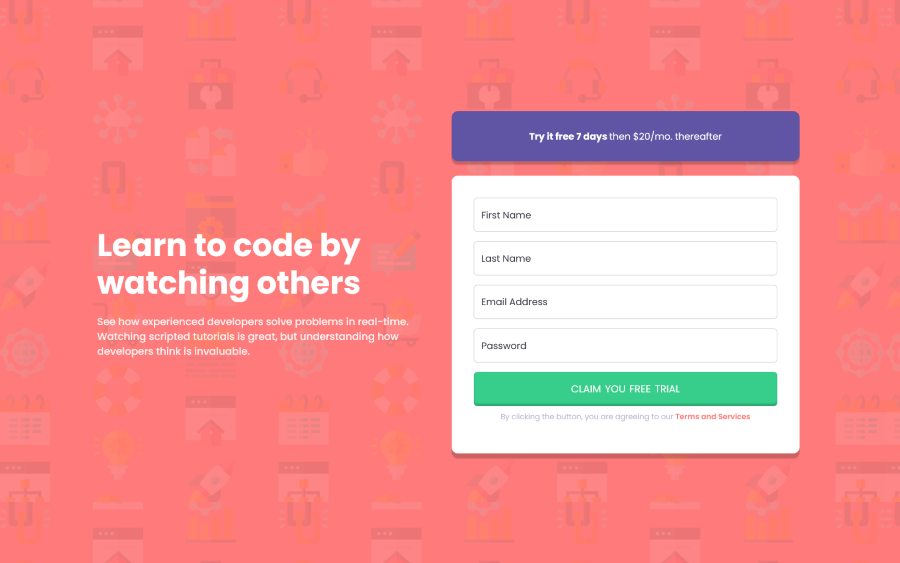 Learn to code by
watching others
See how experienced developers solve problems in real-time.
Watching scripted tutorials is great, but understanding how
developers think is invaluable.
Try it free 7 days then $20/mo. thereafter
First Name
Last Name
Email Address
Password
CLAIM YOU FREE TRIAL
By clicking the button, you are agreeing to our Terms and Services